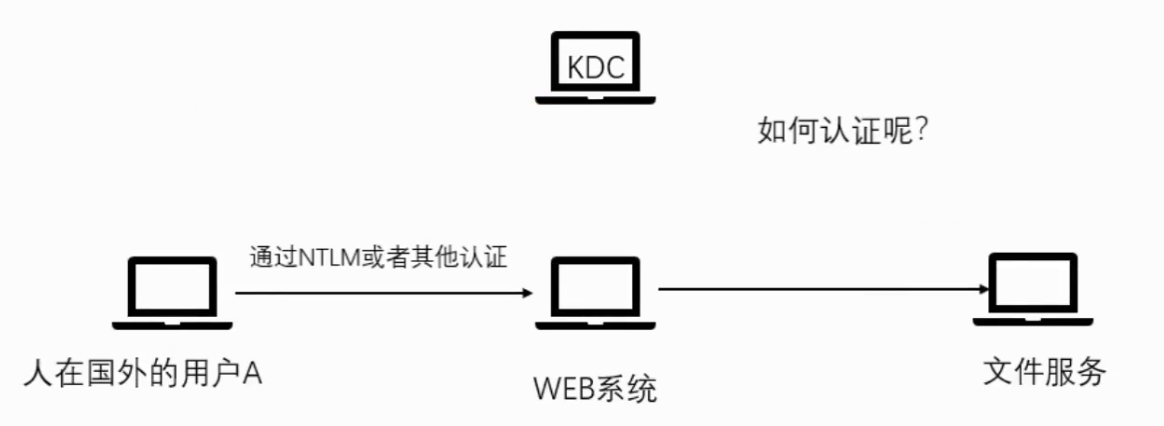 KDC
如何认证呢？
通过NTLM或者其他认证
人在国外的用户A
WEB系统
文件服务